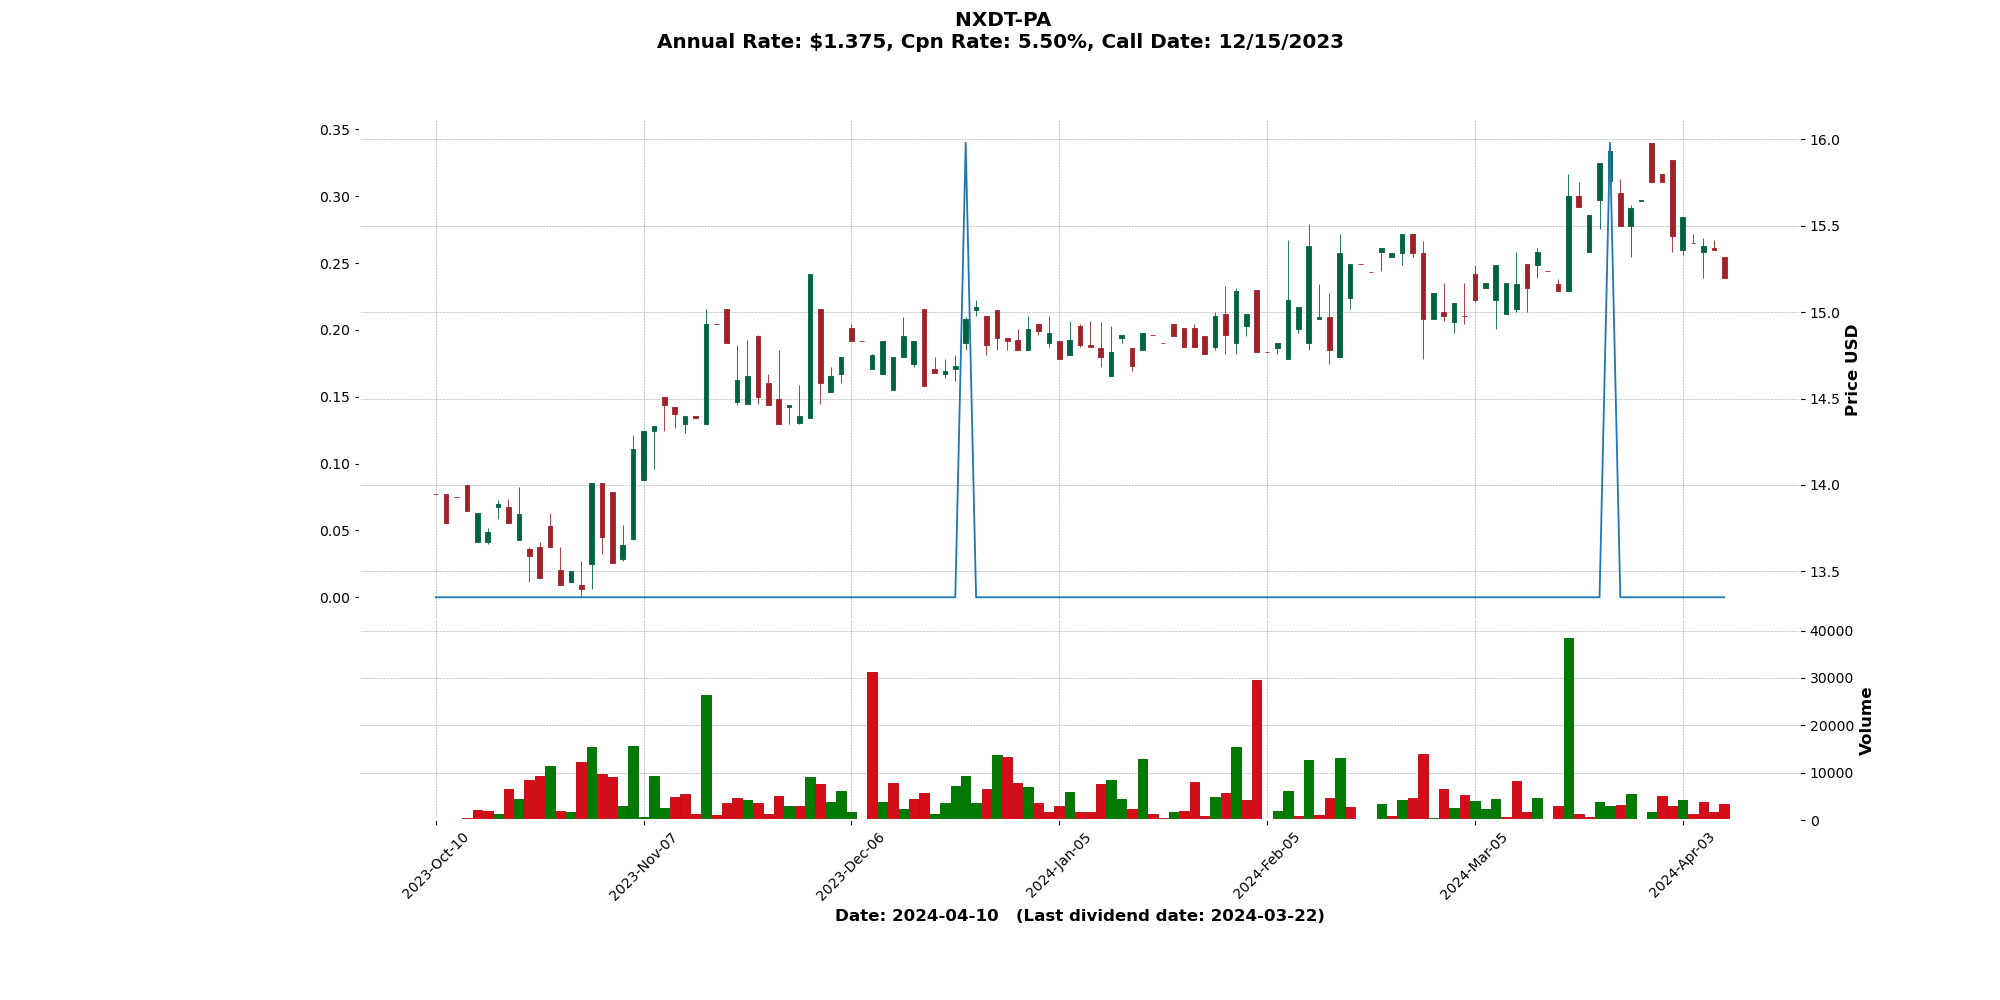 NXDT-PA
Annual Rate: $1.375, Cpn Rate: 5.50%, Call Date: 12/15/2023
0.35
0.30
0.25
0.20
0.15
0.10
0.05
0.00
16.0
15.5
15.0
14.5
14.0
13.5
Price USD
40000
30000
20000
10000
0
Volume
2023-Oct-10
2023-Nov-07
2023-Dec-06
2024-Jan-05
2024-Feb-05
2024-Mar-05
2024-Apr-03
Date: 2024-04-10 (Last dividend date: 2024-03-22)